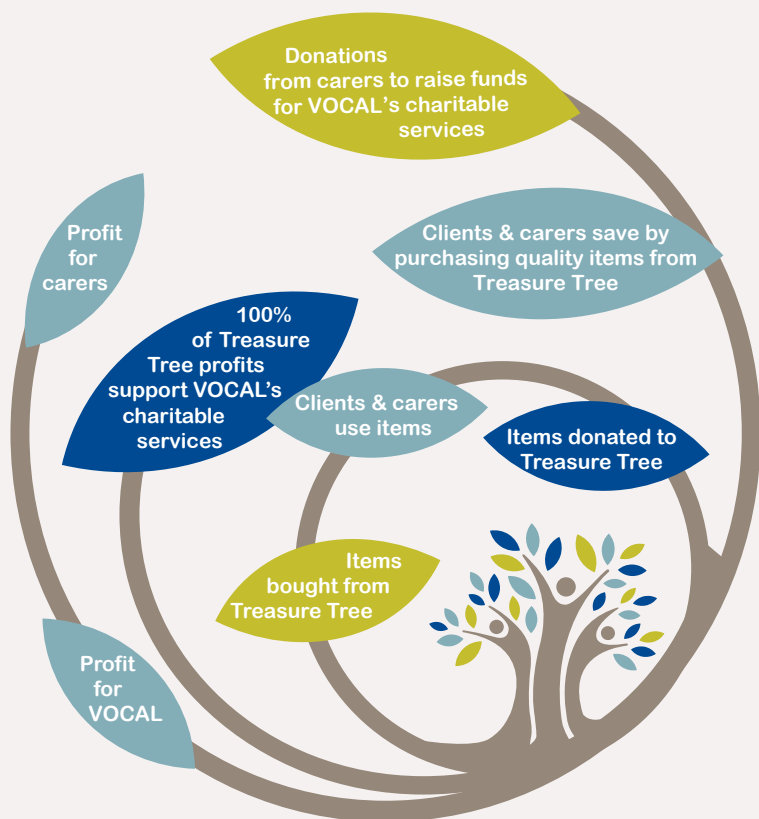 Donations
from carers to raise funds
for VOCAL's charitable
services
Profit
for
carers
Clients & carers save by
purchasing quality items from
Treasure Tree
100%
of Treasure
Tree profits
support VOCAL's
charitable
services
Clients & carers
use items
Items donated to
Treasure Tree
Items
bought from
Treasure Tree
Profit
for
VOCAL